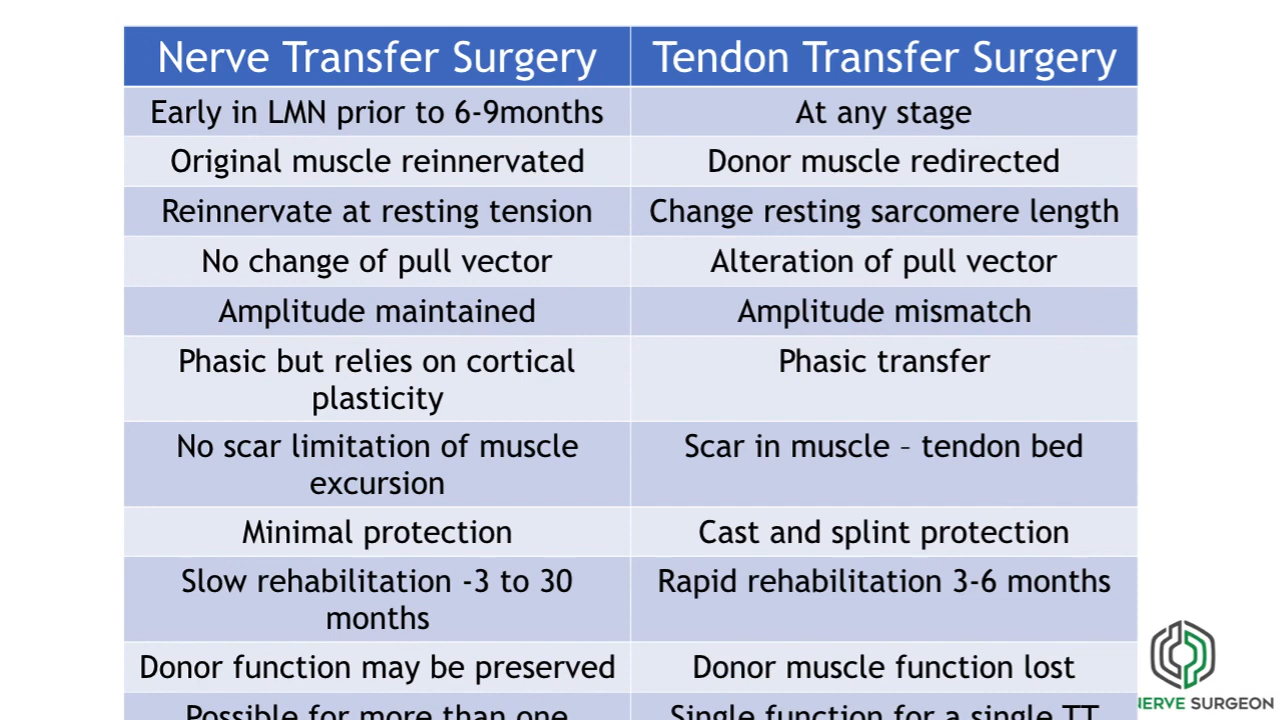 Nerve Transfer Surgery
Tendon Transfer Surgery
Early in LMN prior to 6-9months
At any stage
Original muscle reinnervated
Donor muscle redirected
Reinnervate at resting tension
Change resting sarcomere length
No change of pull vector
Alteration of pull vector
Amplitude maintained
Amplitude mismatch
Phasic but relies on cortical
plasticity
Phasic transfer
No scar limitation of muscle
excursion
Scar in muscle – tendon bed
Minimal protection
Cast and splint protection
Slow rehabilitation -3 to 30
months
Rapid rehabilitation 3-6 months
Donor function may be preserved
Donor muscle function lost
Possible for more than one
Single function for a single TT
NERVE SURGEON